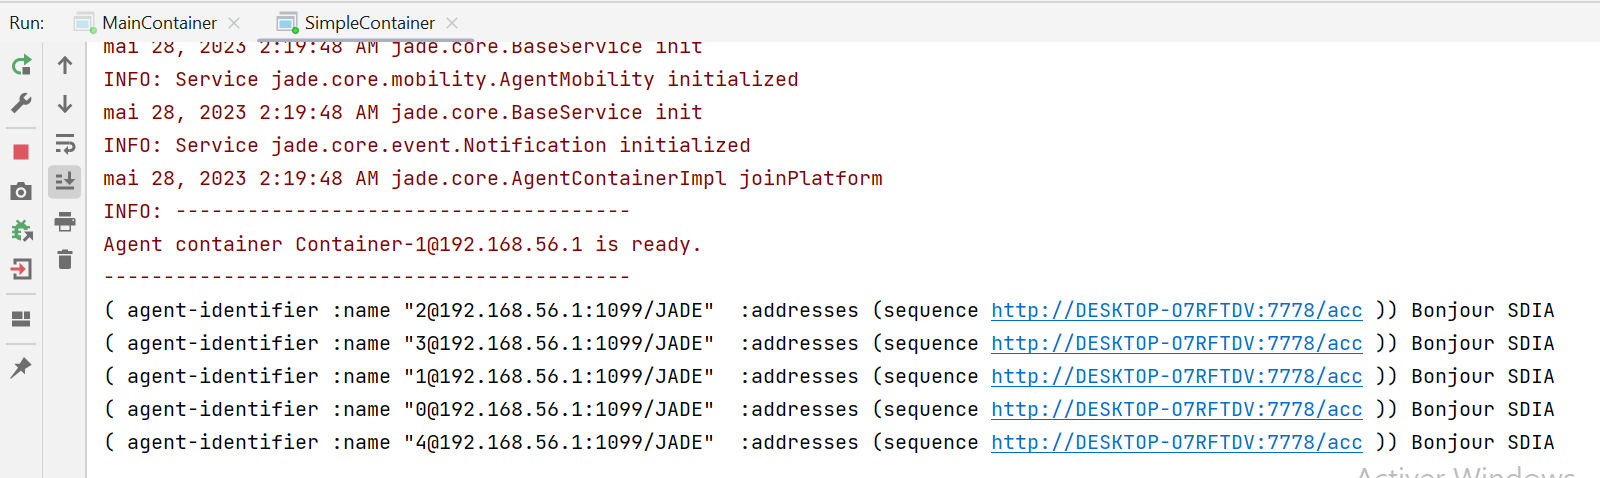 Run: MainContainer SimpleContainer
mai 28, 2023 2:19:48 AM jade.core.BaseService init
INFO: Service jade.core.mobility.AgentMobility initialized
mai 28, 2023 2:19:48 AM jade.core.BaseService init
INFO: Service jade.core.event.Notification initialized
mai 28, 2023 2:19:48 AM jade.core.AgentContainerImpl joinPlatform
INFO: --------------------------------------
Agent container Container-1@192.168.56.1 is ready.
--------------------------------------------
( agent-identifier :name "2@192.168.56.1:1099/JADE"  :addresses (sequence http://DESKTOP-O7RFTDV:7778/acc )) Bonjour SDIA
( agent-identifier :name "3@192.168.56.1:1099/JADE"  :addresses (sequence http://DESKTOP-O7RFTDV:7778/acc )) Bonjour SDIA
( agent-identifier :name "1@192.168.56.1:1099/JADE"  :addresses (sequence http://DESKTOP-O7RFTDV:7778/acc )) Bonjour SDIA
( agent-identifier :name "0@192.168.56.1:1099/JADE"  :addresses (sequence http://DESKTOP-O7RFTDV:7778/acc )) Bonjour SDIA
( agent-identifier :name "4@192.168.56.1:1099/JADE"  :addresses (sequence http://DESKTOP-O7RFTDV:7778/acc )) Bonjour SDIA
Activer Windows